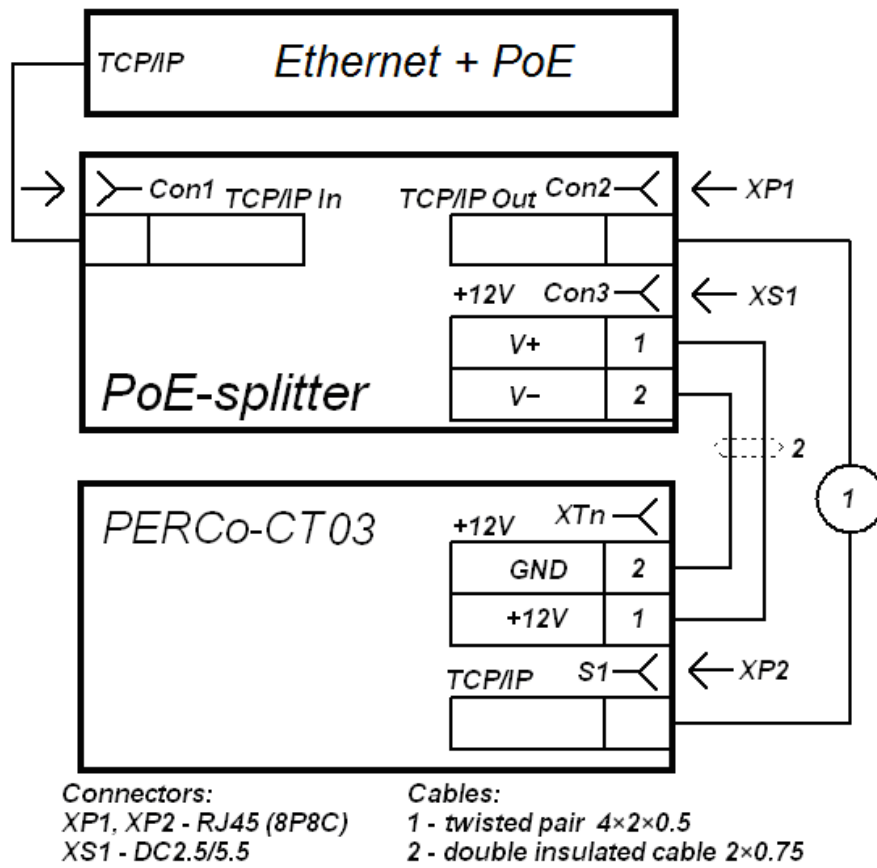 TCP/IP Ethernet + PoE
Con1 TCP/IP In TCP/IP Out Con2 XP1
+12V Con3 XS1
V+ 1
PoE-splitter V− 2
2
1
PERCo-CT03 +12V XTn
GND 2
+12V 1
TCP/IP S1 XP2
Connectors: Cables:
XP1, XP2 - RJ45 (8P8C) 1 - twisted pair 4×2×0.5
XS1 - DC2.5/5.5 2 - double insulated cable 2×0.75